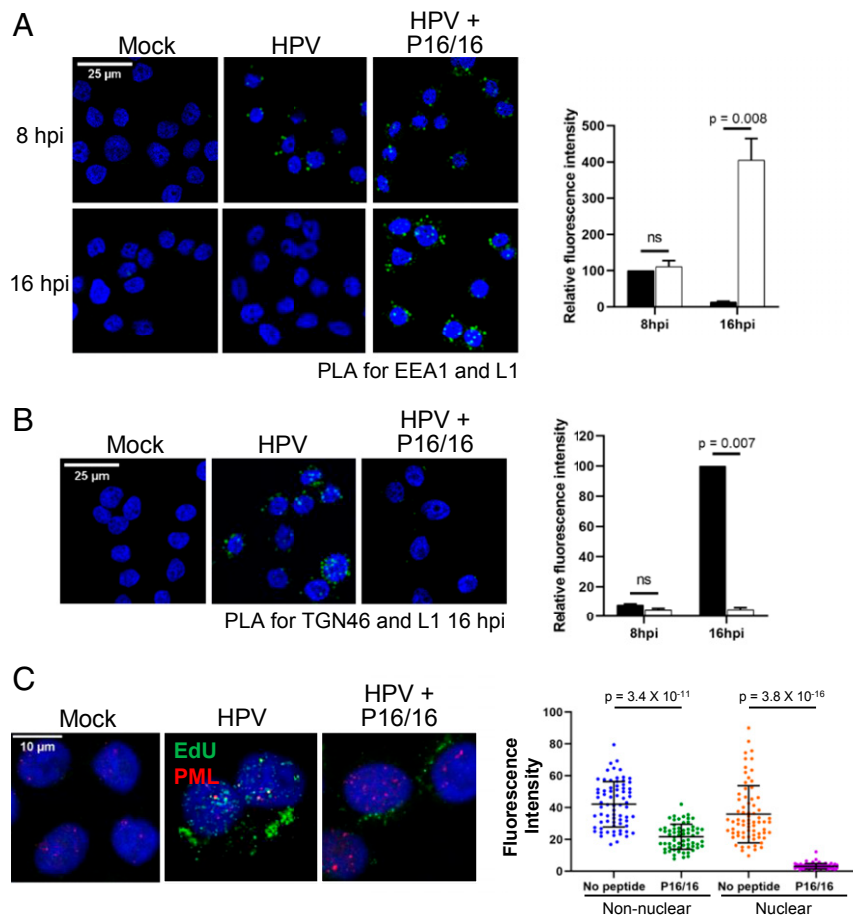 A
Mock
HPV
HPV +
P16/16
25 µm
8 hpi
16 hpi
PLA for EEA1 and L1
Relative fluorescence intensity
500
400
300
200
100
0
ns
p = 0.008
8hpi
16hpi
B
Mock
HPV
HPV +
P16/16
25 µm
PLA for TGN46 and L1 16 hpi
Relative fluorescence intensity
120
100
80
60
40
20
0
ns
p = 0.007
8hpi
16hpi
C
Mock
HPV
HPV +
P16/16
10 µm
EdU
PML
Fluorescence
Intensity
100
80
60
40
20
0
p = 3.4 X 10⁻¹¹
p = 3.8 X 10⁻¹⁶
No peptide
P16/16
No peptide
P16/16
Non-nuclear
Nuclear